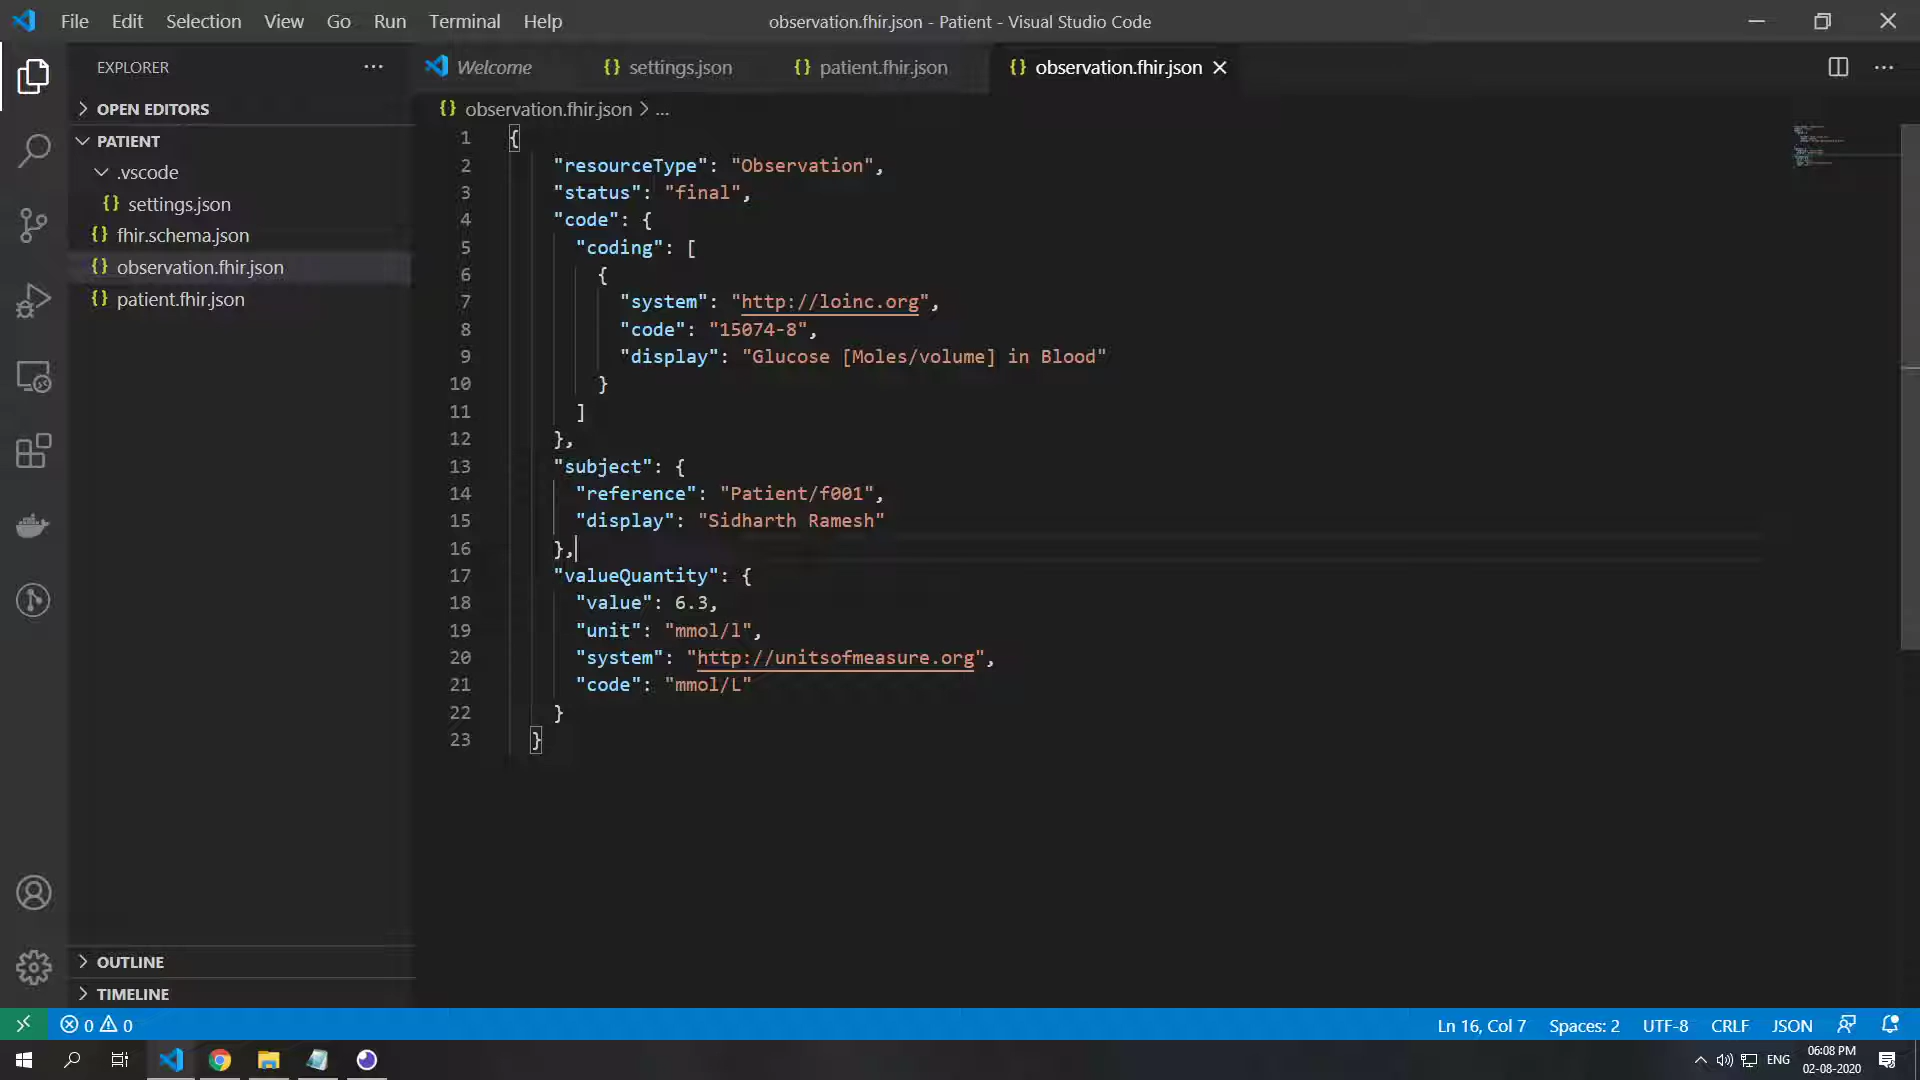 File Edit Selection View Go Run Terminal Help
observation.fhir.json - Patient - Visual Studio Code
EXPLORER
OPEN EDITORS
PATIENT
.vscode
settings.json
fhir.schema.json
observation.fhir.json
patient.fhir.json
OUTLINE
TIMELINE
Welcome
settings.json
patient.fhir.json
observation.fhir.json
observation.fhir.json > ...
1 {
2 "resourceType": "Observation",
3 "status": "final",
4 "code": {
5 "coding": [
6 {
7 "system": "http://loinc.org",
8 "code": "15074-8",
9 "display": "Glucose [Moles/volume] in Blood"
10 }
11 ]
12 },
13 "subject": {
14 "reference": "Patient/f001",
15 "display": "Sidharth Ramesh"
16 },
17 "valueQuantity": {
18 "value": 6.3,
19 "unit": "mmol/l",
20 "system": "http://unitsofmeasure.org",
21 "code": "mmol/L"
22 }
23 }
0 0
Ln 16, Col 7 Spaces: 2 UTF-8 CRLF JSON
ENG
06:08 PM
02-08-2020